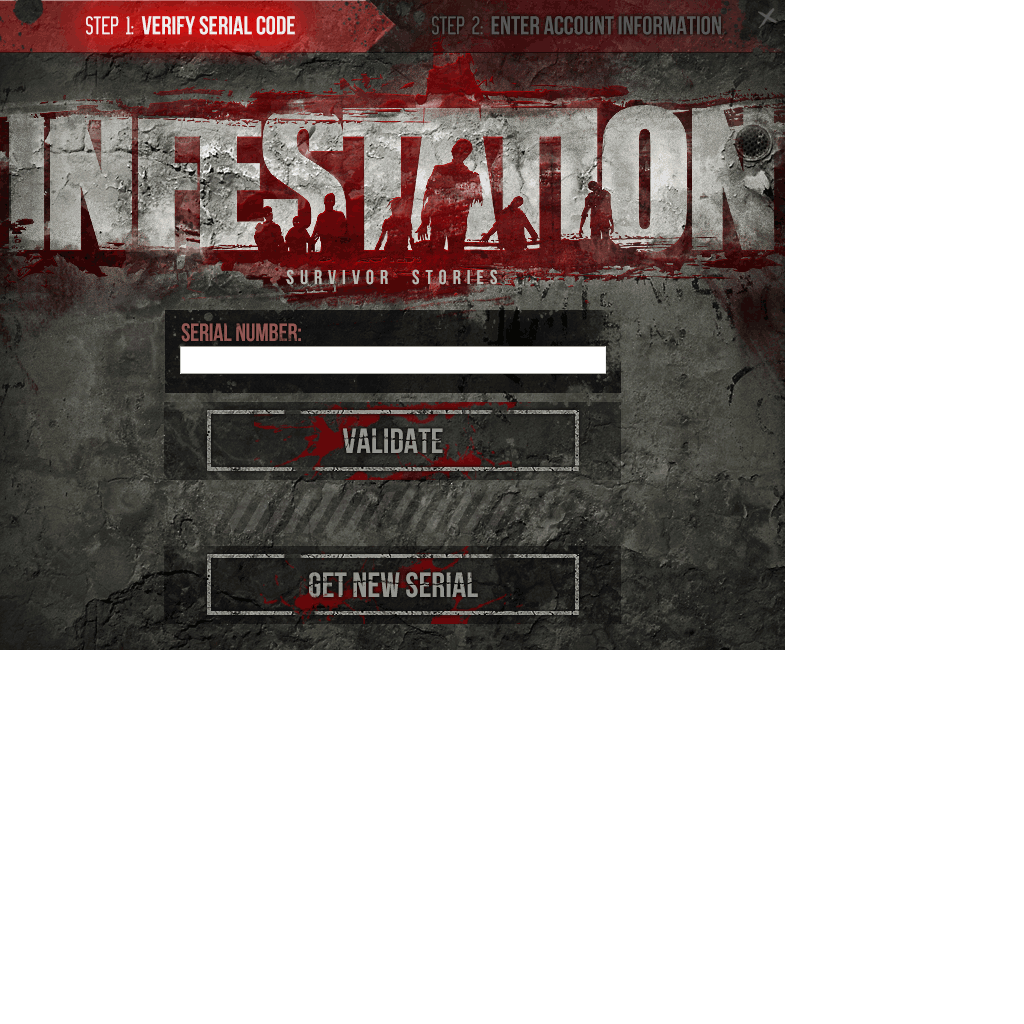 STEP 1: VERIFY SERIAL CODE
STEP 2: ENTER ACCOUNT INFORMATION
INFESTATION
SURVIVOR STORIES
SERIAL NUMBER:
VALIDATE
GET NEW SERIAL